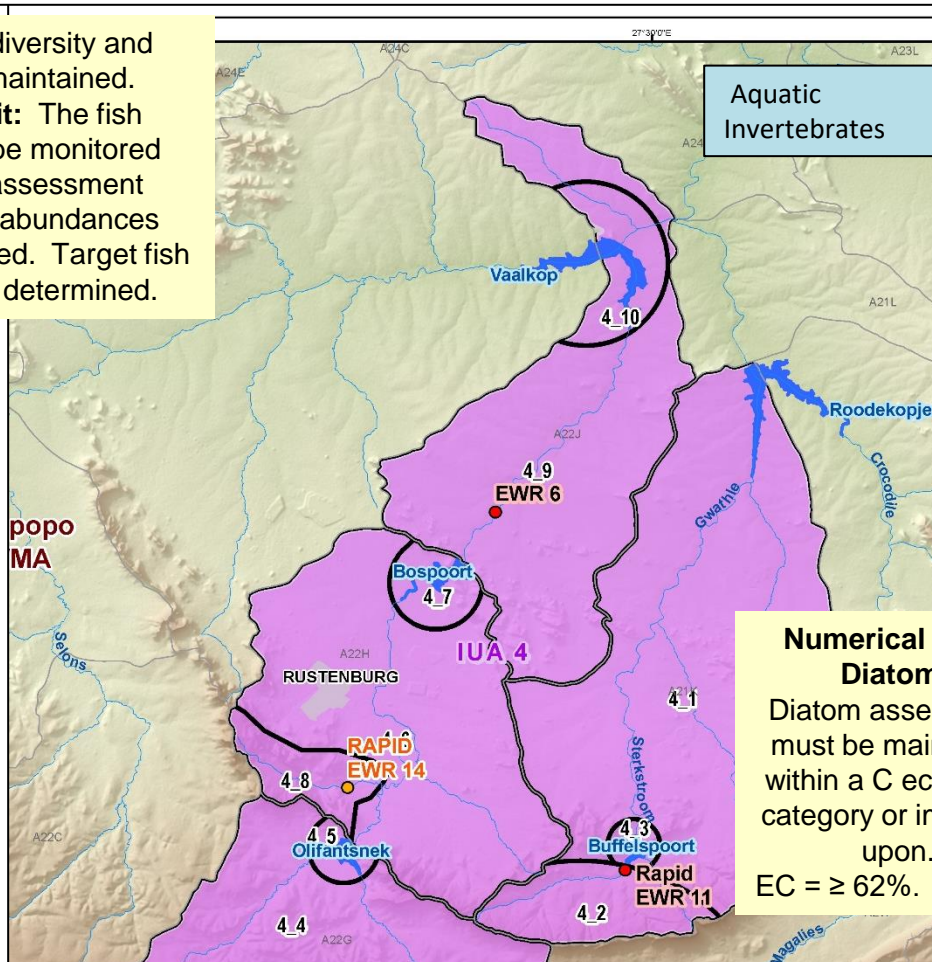 diversity and
maintained.
it: The fish
be monitored
assessment
abundances
ed. Target fish
determined.
27°30'0"E
A24C
A23L
A24E
Aquatic
Invertebrates
A24
Vaalkop
4_10
A21L
Roodekopje
A22J
4_9
EWR 6
Crocodile
Gwathle
popo
MA
Bospoort
4_7
Selons
IUA 4
A22H
RUSTENBURG
4_1
Numerical
Diatom
Diatom asse
must be mair
within a C ec
category or in
upon.
EC = ≥ 62%.
RAPID
EWR 14
4_8
Sterkstroom
4_5
Olifantsnek
4_3
Buffelspoort
Rapid
EWR 11
A22C
4_4
4_2
A22G
Magalies